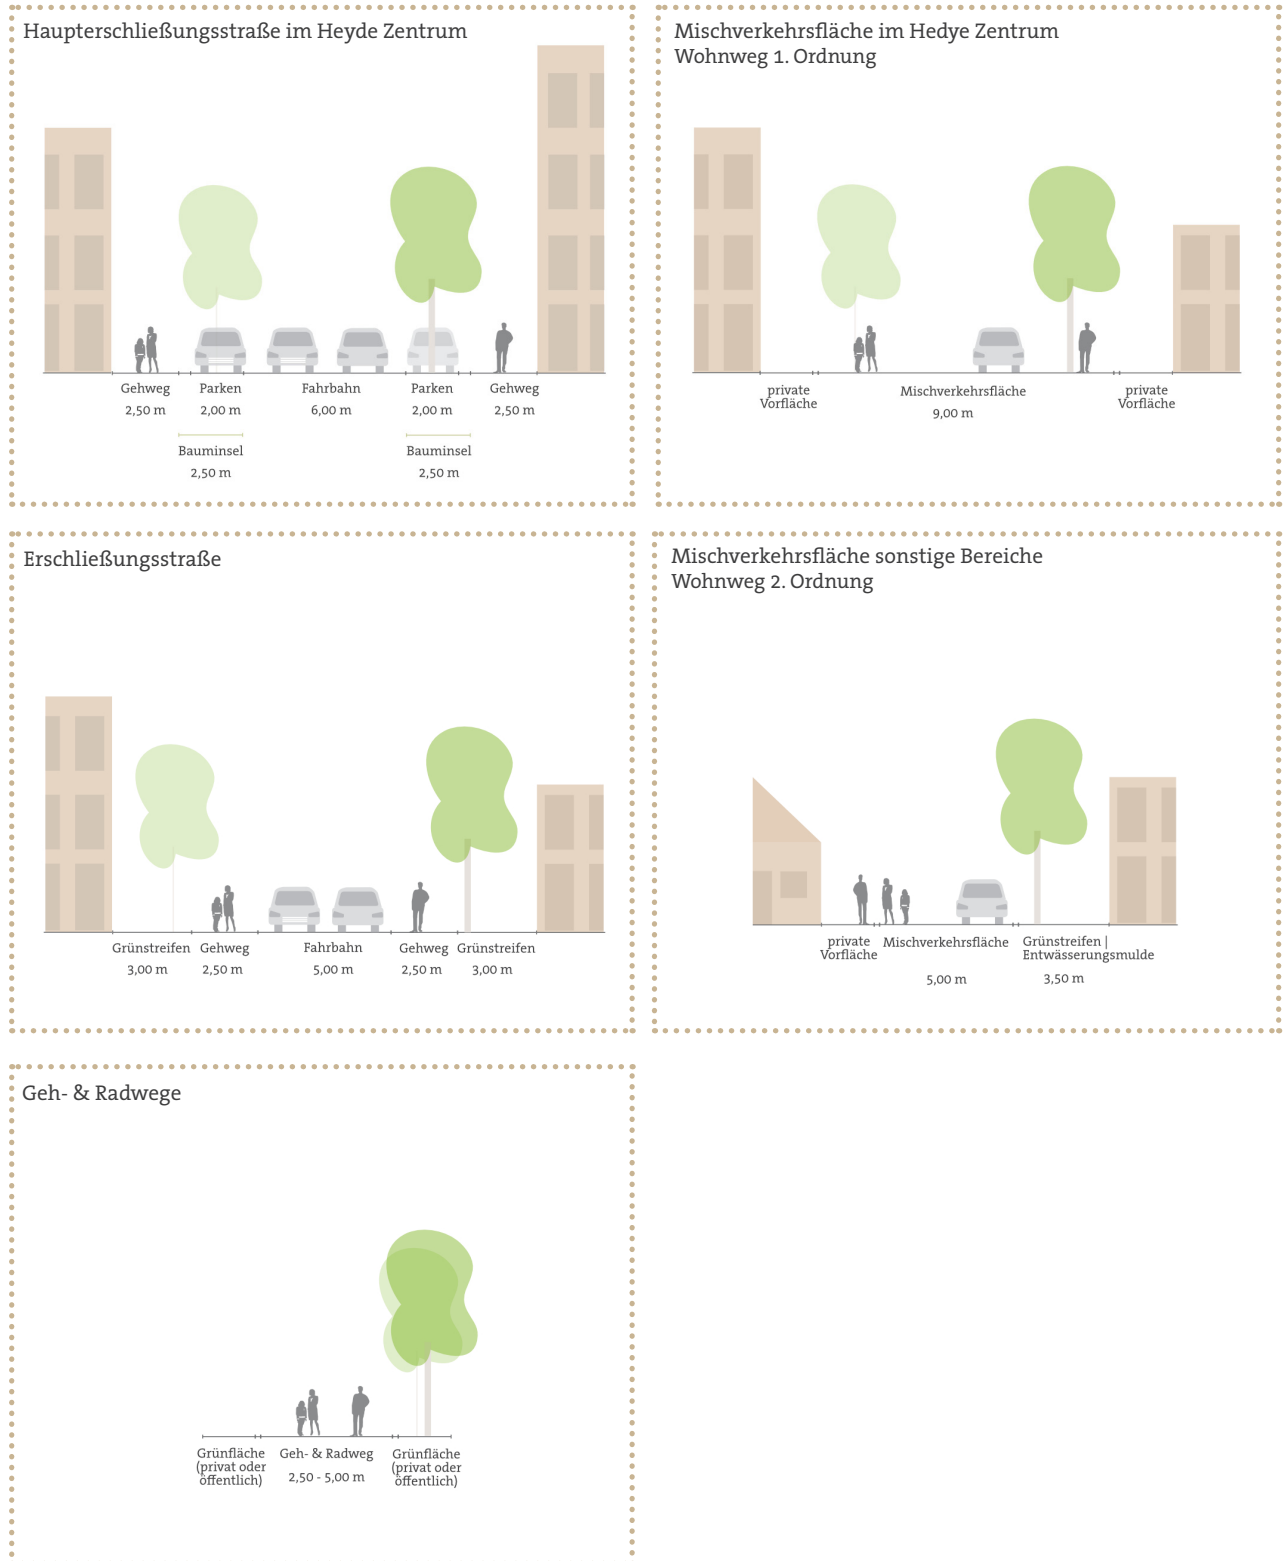 Haupterschließungsstraße im Heyde Zentrum
Gehweg Parken Fahrbahn Parken Gehweg
2,50 m 2,00 m 6,00 m 2,00 m 2,50 m
Bauminsel Bauminsel
2,50 m 2,50 m
Mischverkehrsfläche im Hedye Zentrum
Wohnweg 1. Ordnung
private Mischverkehrsfläche private
Vorfläche Vorfläche
9,00 m
Erschließungsstraße
Grünstreifen Gehweg Fahrbahn Gehweg Grünstreifen
3,00 m 2,50 m 5,00 m 2,50 m 3,00 m
Mischverkehrsfläche sonstige Bereiche
Wohnweg 2. Ordnung
private Mischverkehrsfläche Grünstreifen |
Vorfläche Entwässerungsmulde
5,00 m 3,50 m
Geh- & Radwege
Grünfläche Geh- & Radweg Grünfläche
(privat oder (privat oder
öffentlich) 2,50 - 5,00 m öffentlich)